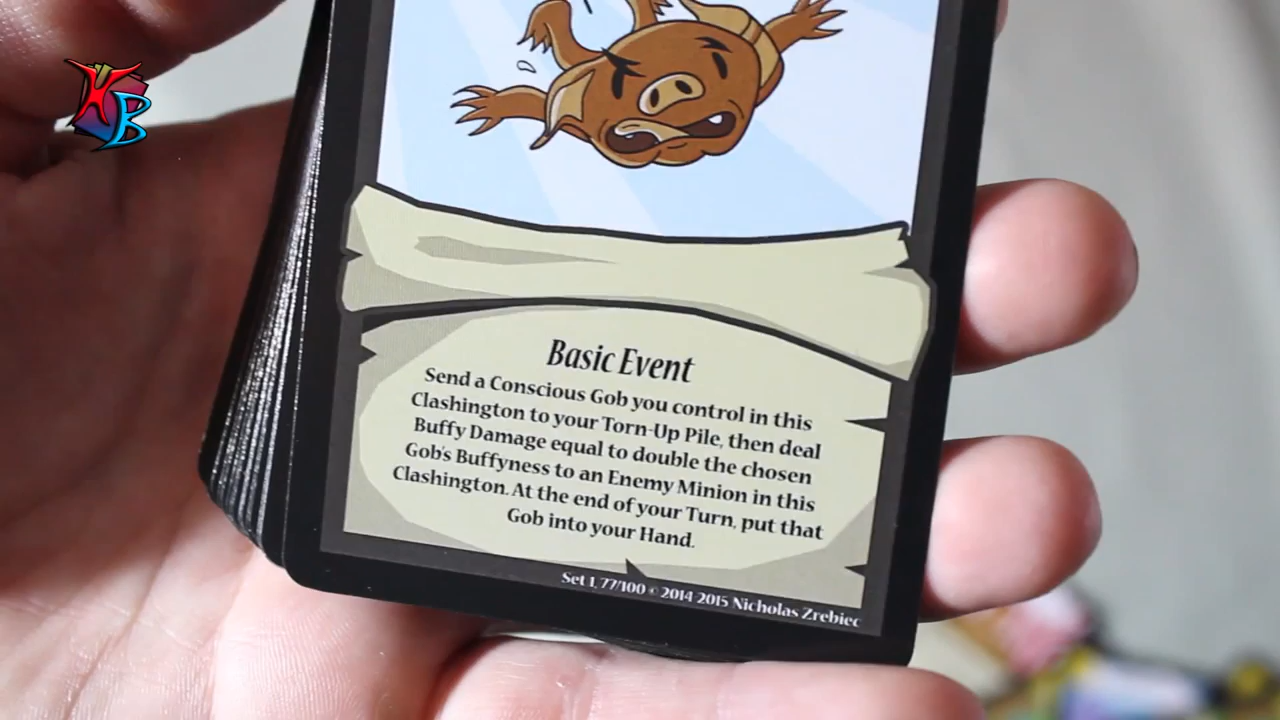 KB
Basic Event
Send a Conscious Gob you control in this
Clashington to your Torn-Up Pile, then deal
Buffy Damage equal to double the chosen
Gob's Buffyness to an Enemy Minion in this
Clashington. At the end of your Turn, put that
Gob into your Hand.
Set 1, 77/100 © 2014-2015 Nicholas Zrebiec